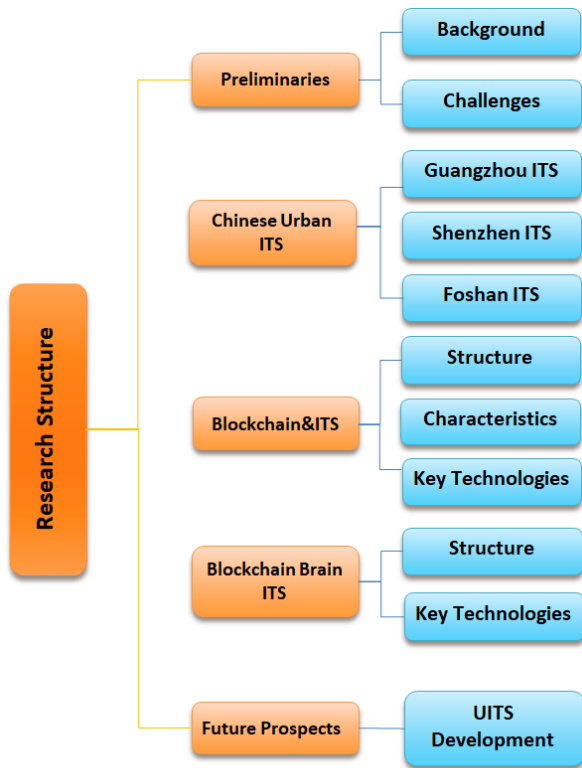 Research Structure
Preliminaries
Background
Challenges
Chinese Urban
ITS
Guangzhou ITS
Shenzhen ITS
Foshan ITS
Blockchain&ITS
Structure
Characteristics
Key Technologies
Blockchain Brain
ITS
Structure
Key Technologies
Future Prospects
UITS
Development